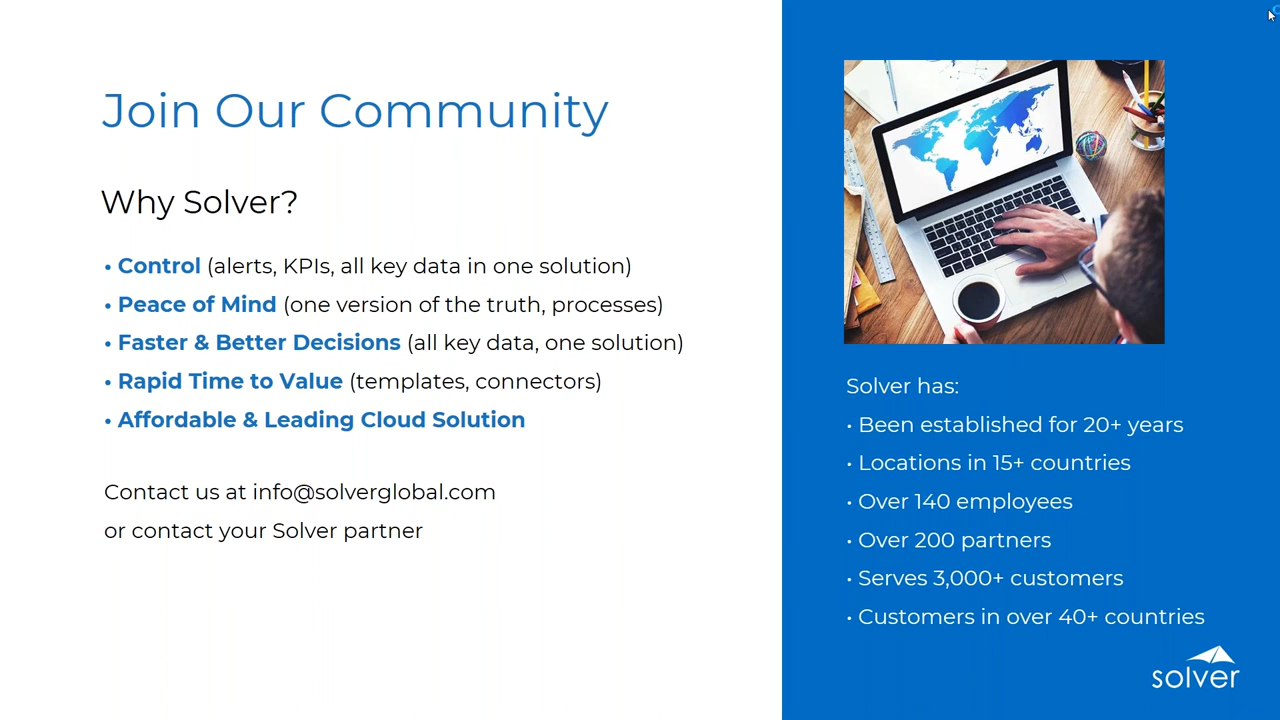 Join Our Community
Why Solver?
• Control (alerts, KPIs, all key data in one solution)
• Peace of Mind (one version of the truth, processes)
• Faster & Better Decisions (all key data, one solution)
• Rapid Time to Value (templates, connectors)
• Affordable & Leading Cloud Solution
Contact us at info@solverglobal.com
or contact your Solver partner
Solver has:
• Been established for 20+ years
• Locations in 15+ countries
• Over 140 employees
• Over 200 partners
• Serves 3,000+ customers
• Customers in over 40+ countries
solver